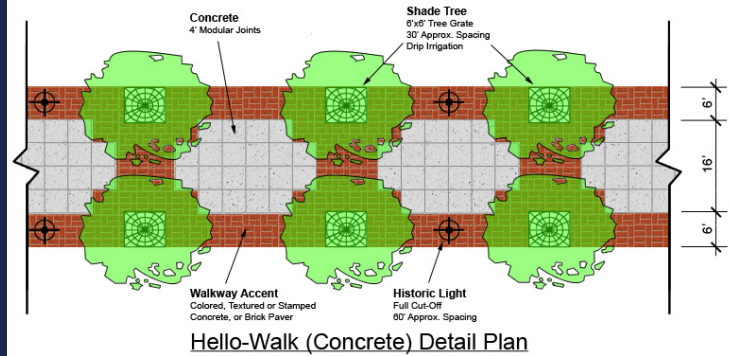 Concrete
4' Modular Joints
Shade Tree
6'x6' Tree Grate
30' Approx. Spacing
Drip Irrigation
6'
16'
6'
Walkway Accent
Colored, Textured or Stamped
Concrete, or Brick Paver
Historic Light
Full Cut-Off
60' Approx. Spacing
Hello-Walk (Concrete) Detail Plan